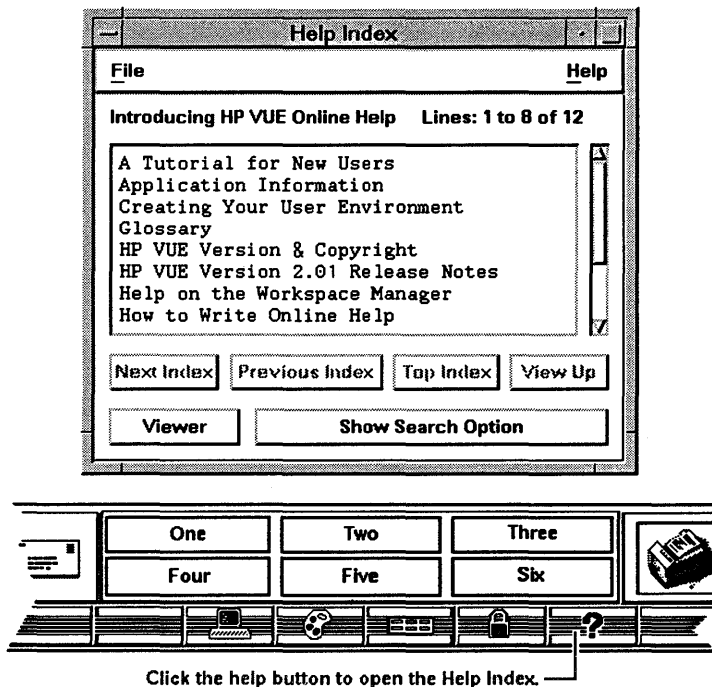 Help Index
File Help
Introducing HP VUE Online Help Lines: 1 to 8 of 12
A Tutorial for New Users
Application Information
Creating Your User Environment
Glossary
HP VUE Version & Copyright
HP VUE Version 2.01 Release Notes
Help on the Workspace Manager
How to Write Online Help
Next Index Previous Index Top Index View Up
Viewer Show Search Option
One Two Three
Four Five Six
?
Click the help button to open the Help Index.